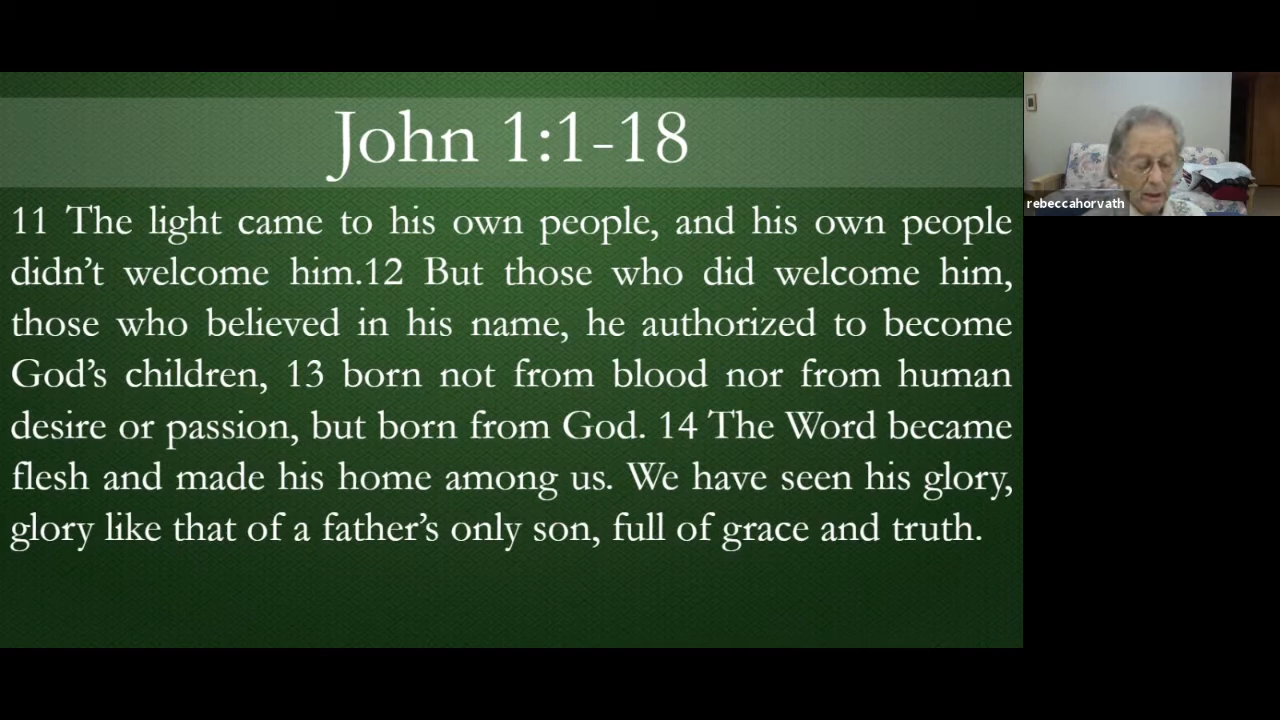 John 1:1-18
11 The light came to his own people, and his own people
didn’t welcome him.12 But those who did welcome him,
those who believed in his name, he authorized to become
God’s children, 13 born not from blood nor from human
desire or passion, but born from God. 14 The Word became
flesh and made his home among us. We have seen his glory,
glory like that of a father’s only son, full of grace and truth.
rebeccahorvath